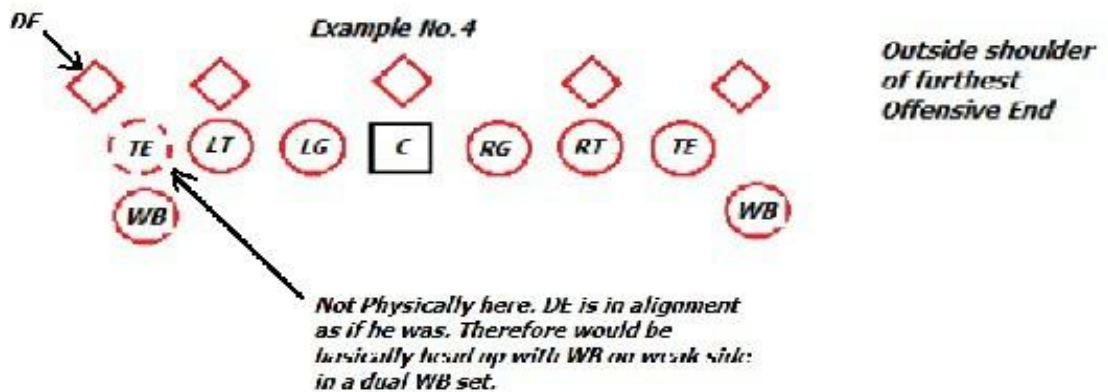 DE
Example No. 4
Outside shoulder
of furthest
Offensive End
TE LT LG C RG RT TE
WB WB
Not Physically here. DE is in alignment
as if he was. Therefore would be
basically head up with WB on weak side
in a dual WB set.